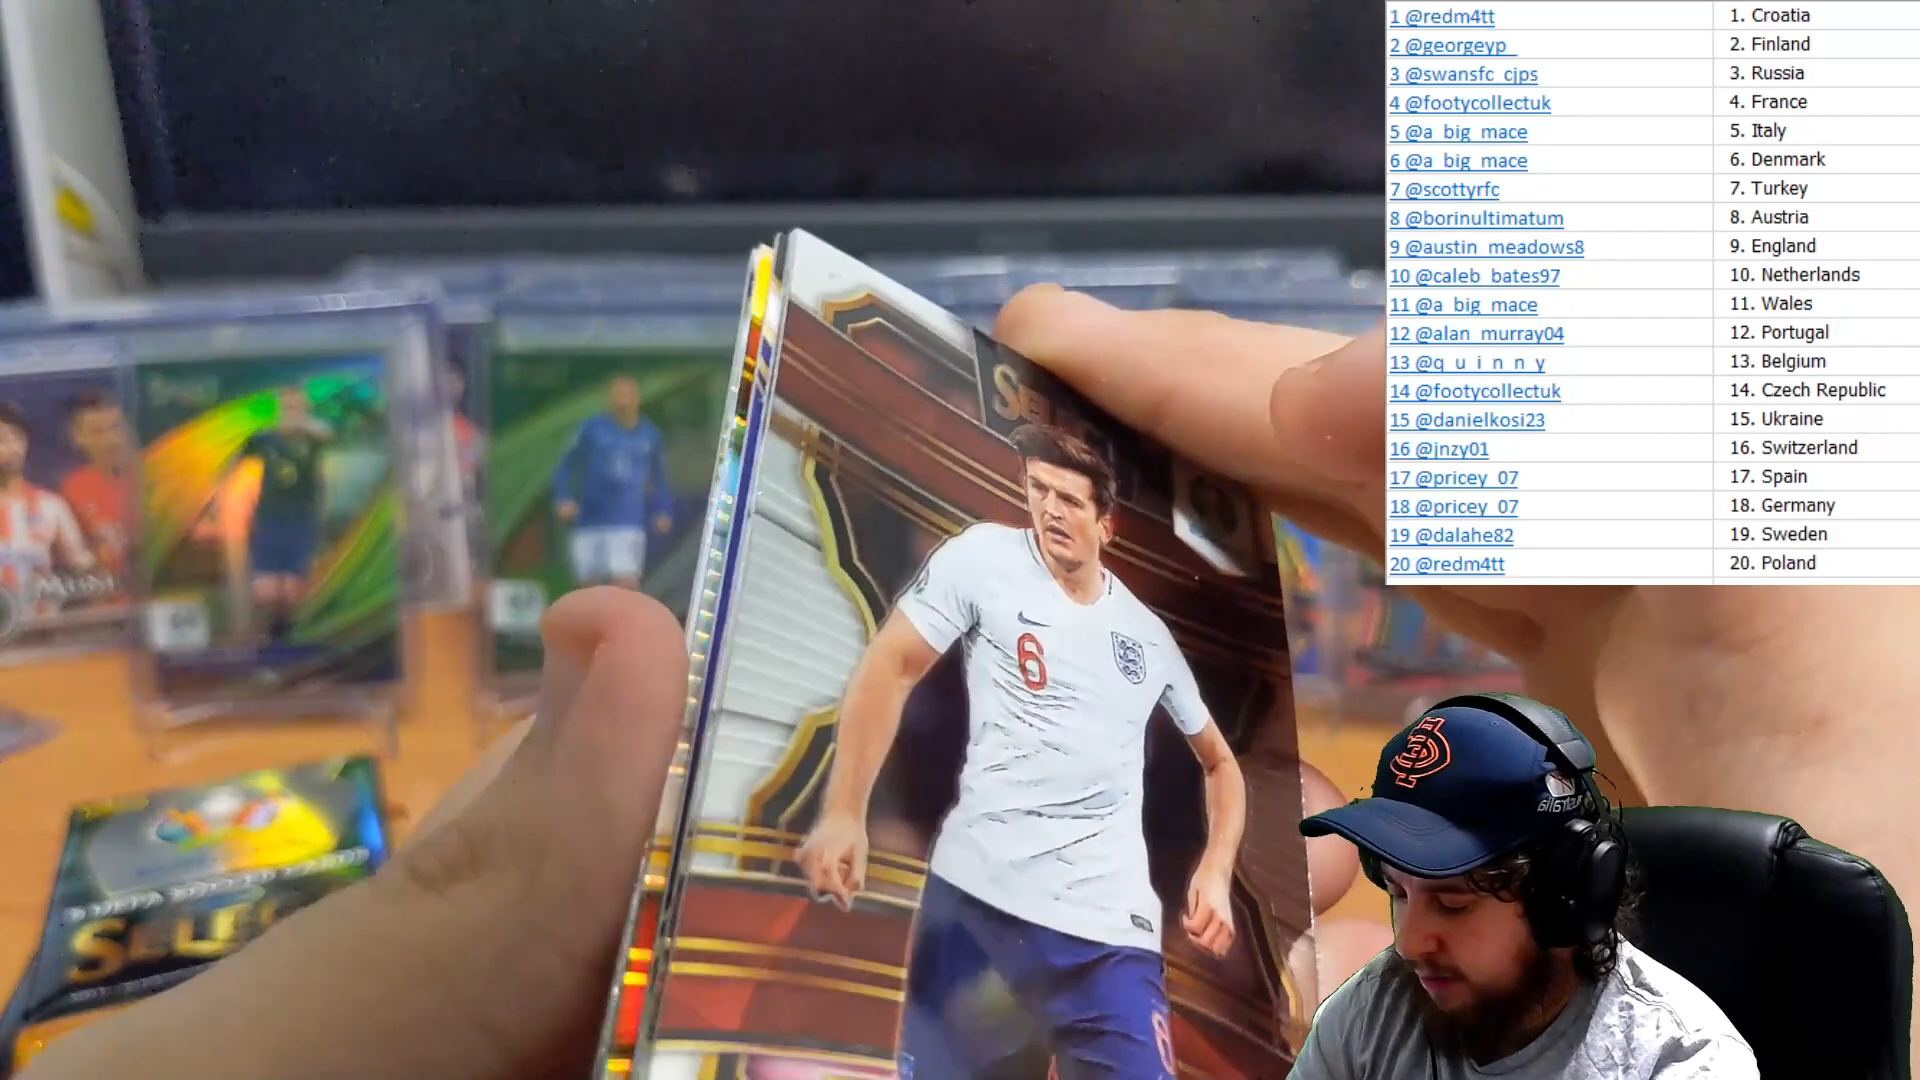 1 @redm4tt 1. Croatia
2 @georgeyp_ 2. Finland
3 @swansfc_cjps 3. Russia
4 @footycollectuk 4. France
5 @a_big_mace 5. Italy
6 @a_big_mace 6. Denmark
7 @scottyrfc 7. Turkey
8 @borinultimatum 8. Austria
9 @austin_meadows8 9. England
10 @caleb_bates97 10. Netherlands
11 @a_big_mace 11. Wales
12 @alan_murray04 12. Portugal
13 @q_u_i_n_n_y 13. Belgium
14 @footycollectuk 14. Czech Republic
15 @danielkosi23 15. Ukraine
16 @jnzy01 16. Switzerland
17 @pricey_07 17. Spain
18 @pricey_07 18. Germany
19 @dalahe82 19. Sweden
20 @redm4tt 20. Poland
6